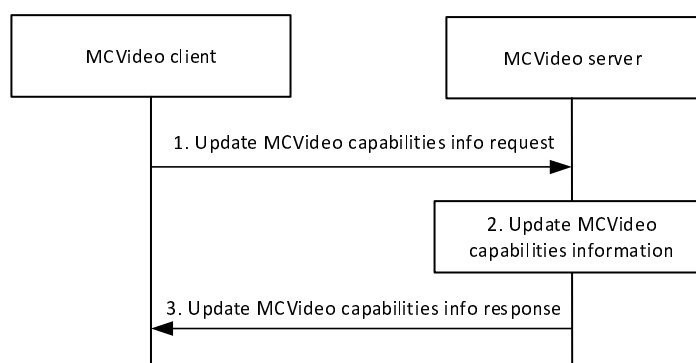 MCVideo client
MCVideo server
1. Update MCVideo capabilities info request
2. Update MCVideo
capabilities information
3. Update MCVideo capabilities info response